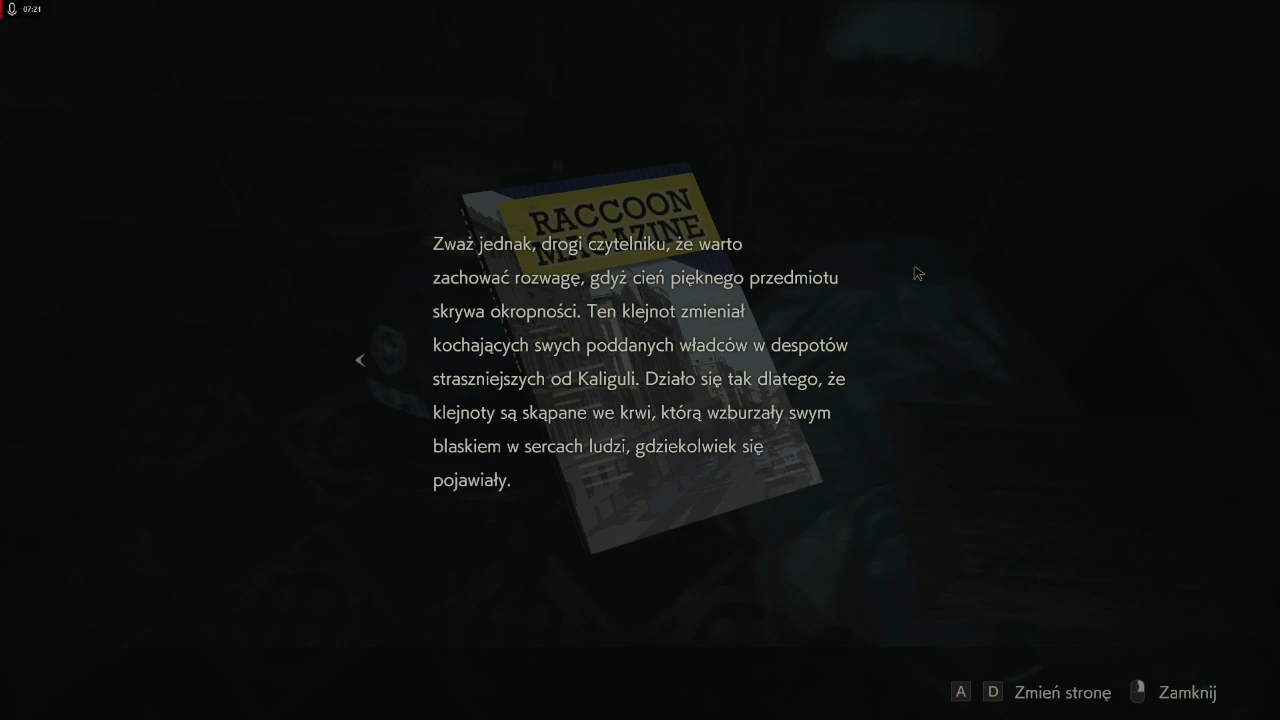 07:21
RACCOON
MAGAZINE
Zważ jednak, drogi czytelniku, że warto
zachować rozwagę, gdyż cień pięknego przedmiotu
skrywa okropności. Ten klejnot zmieniał
kochających swych poddanych władców w despotów
straszniejszych od Kaliguli. Działo się tak dlatego, że
klejnoty są skąpane we krwi, którą wzburzały swym
blaskiem w sercach ludzi, gdziekolwiek się
pojawiały.
A D Zmień stronę Zamknij